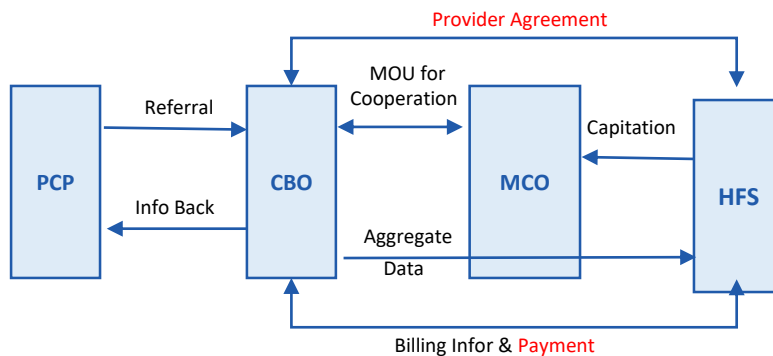 Provider Agreement
MOU for
Cooperation
Referral
Capitation
PCP
CBO
MCO
HFS
Info Back
Aggregate
Data
Billing Infor & Payment